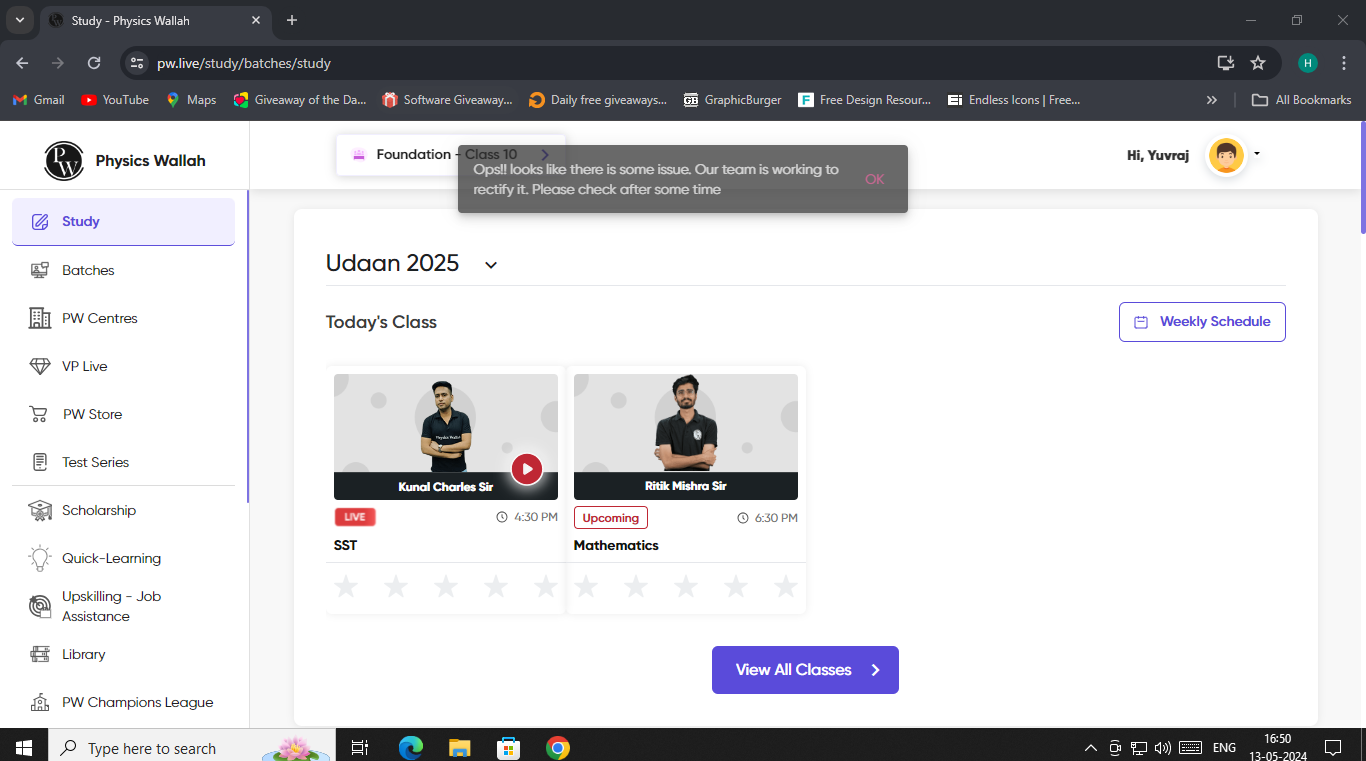 Study - Physics Wallah
pw.live/study/batches/study
H
Gmail
YouTube
Maps
Giveaway of the Da...
Software Giveaway...
Daily free giveaways...
GraphicBurger
Free Design Resour...
Endless Icons | Free...
All Bookmarks
PW
Physics Wallah
Foundation - Class 10
Hi, Yuvraj
Opps!! looks like there is some issue. Our team is working to
rectify it. Please check after some time
OK
Study
Batches
PW Centres
VP Live
PW Store
Test Series
Scholarship
Quick-Learning
Upskilling - Job
Assistance
Library
PW Champions League
Udaan 2025
Today's Class
Weekly Schedule
Kunal Charles Sir
LIVE
4:30 PM
SST
Ritik Mishra Sir
Upcoming
6:30 PM
Mathematics
View All Classes
Type here to search
ENG
16:50
13-05-2024